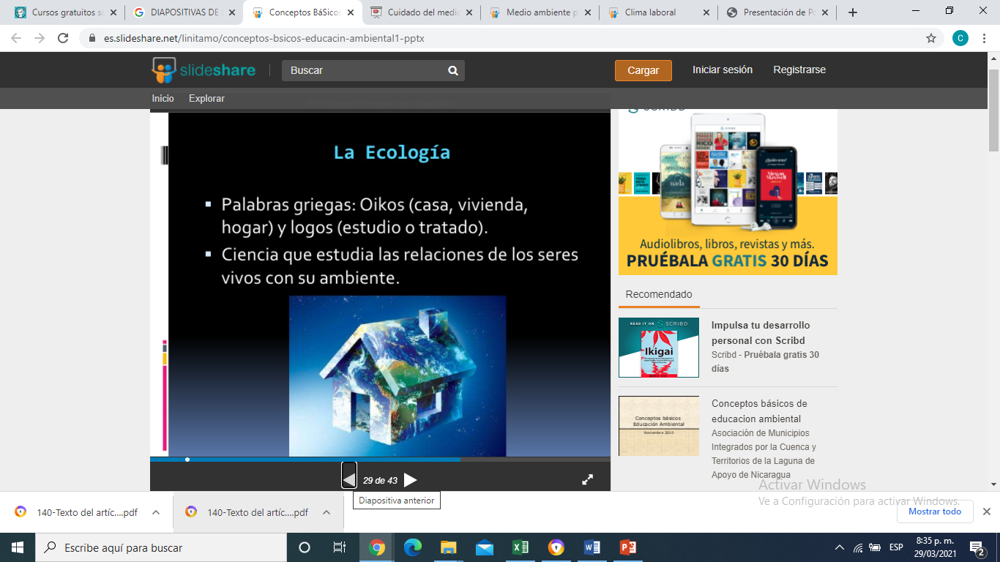 Cursos gratuitos s
DIAPOSITIVAS DE
Conceptos BáSicos
Cuidado del medi
Medio ambiente p
Clima laboral
Presentación de Po
es.slideshare.net/linitamo/conceptos-bsicos-educacin-ambiental1-pptx
C
slideshare
Buscar
Cargar
Iniciar sesión
Registrarse
Inicio
Explorar
La Ecología
▪ Palabras griegas: Oikos (casa, vivienda,
hogar) y logos (estudio o tratado).
▪ Ciencia que estudia las relaciones de los seres
vivos con su ambiente.
29 de 43
Diapositiva anterior
SCRIBD
nada
¿Quién eres?
Megan
Maxwell
Audiolibros, libros, revistas y más.
PRUÉBALA GRATIS 30 DÍAS
Recomendado
READ IT ON SCRIBD
Ikigai
Impulsa tu desarrollo
personal con Scribd
Scribd - Pruébala gratis 30
días
Conceptos básicos
Educación Ambiental
Noviembre 2010
Conceptos básicos de
educacion ambiental
Asociación de Municipios
Integrados por la Cuenca y
Territorios de la Laguna de
Apoyo de Nicaragua
Activar Windows
Ve a Configuración para activar Windows.
140-Texto del artíc....pdf
140-Texto del artíc....pdf
Mostrar todo
Escribe aquí para buscar
ESP
8:35 p. m.
29/03/2021
2